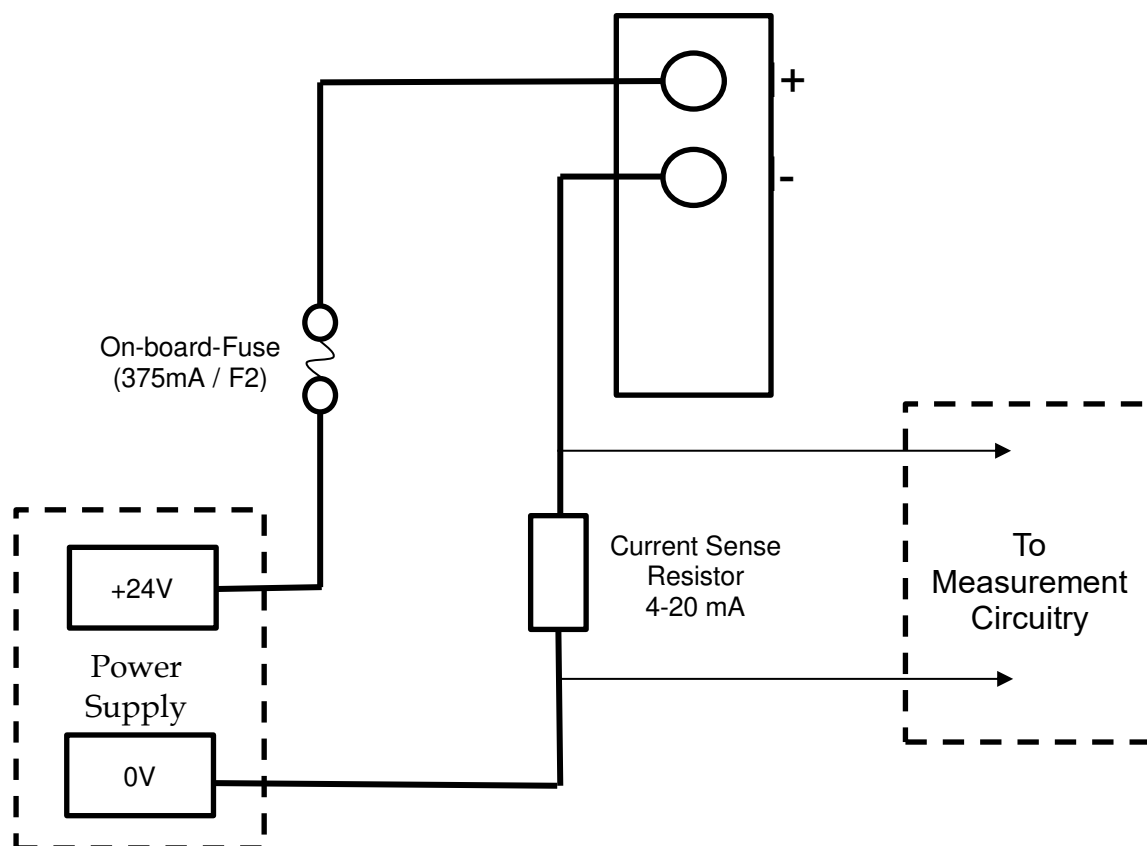 +
-
On-board-Fuse
(375mA / F2)
+24V
Power
Supply
0V
Current Sense
Resistor
4-20 mA
To
Measurement
Circuitry